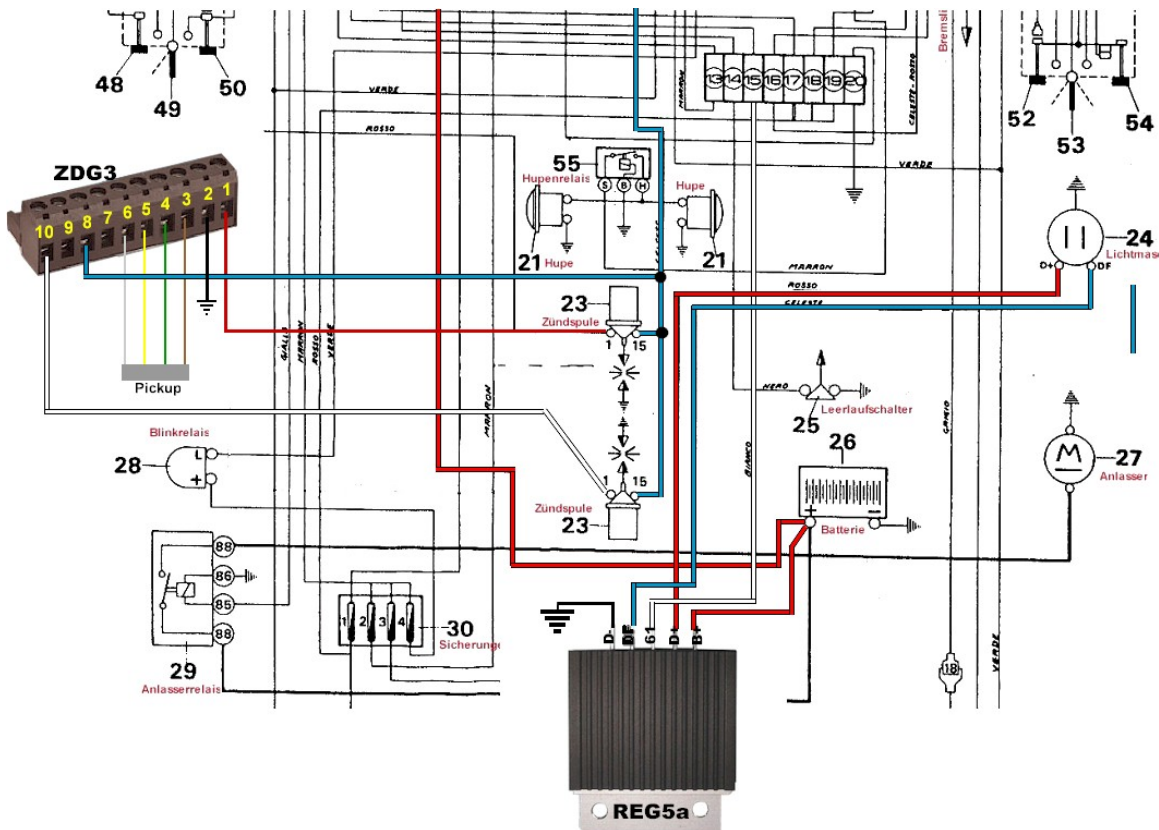 48
50
49
VERDE
MARRON
13 14 15 16 17 18 19 20
CELESTE-ROSSO
Bremsli
52
54
53
ROSSO
VERDE
ZDG3
55
Hupenrelais
S B H
Hupe
10 9 8 7 6 5 4 3 2 1
21
Hupe
21
MARRON
24
Lichtmas
D+
DF
ROSSO
CELESTE
23
Zündspule
1
15
GIALLO
MARRON
ROSSO
VERDE
Pickup
MARRON
NERO
25
Leerlaufschalter
BIANCO
GRIGIO
Blinkrelais
28
L
+
26
27
Anlasser
M
1
15
Zündspule
23
+
Batterie
88
86
85
88
29
Anlasserrelais
1 2 3 4
30
Sicherunge
D-
DF
61
D+
B+
18
VERDE
REG5a